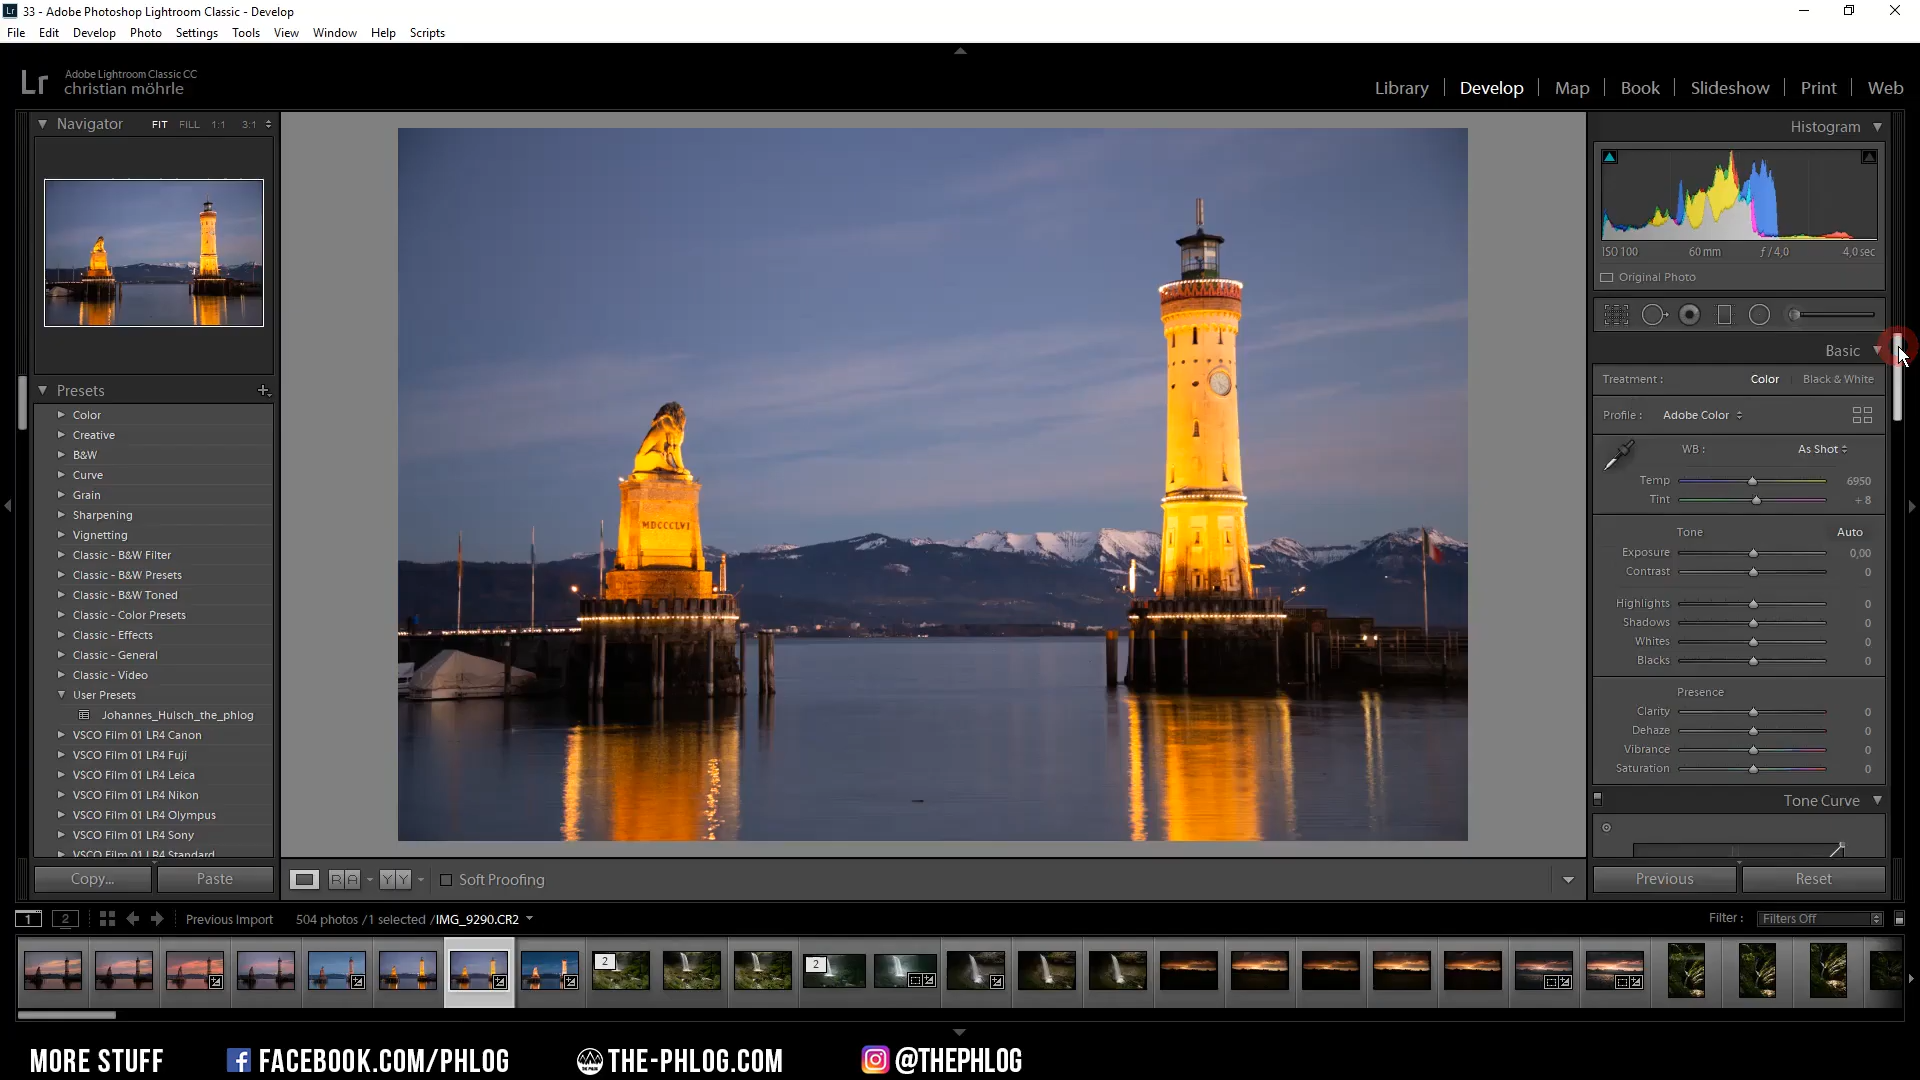 Lr 33 - Adobe Photoshop Lightroom Classic - Develop
File Edit Develop Photo Settings Tools View Window Help Scripts
Lr Adobe Lightroom Classic CC
christian möhrle
Library Develop Map Book Slideshow Print Web
Navigator FIT FILL 1:1 3:1
Presets
Color
Creative
B&W
Curve
Grain
Sharpening
Vignetting
Classic - B&W Filter
Classic - B&W Presets
Classic - B&W Toned
Classic - Color Presets
Classic - Effects
Classic - General
Classic - Video
User Presets
Johannes_Hulsch_the_phlog
VSCO Film 01 LR4 Canon
VSCO Film 01 LR4 Fuji
VSCO Film 01 LR4 Leica
VSCO Film 01 LR4 Nikon
VSCO Film 01 LR4 Olympus
VSCO Film 01 LR4 Sony
VSCO Film 01 LR4 Standard
Copy... Paste
MDCCCLVI
Histogram
ISO 100 60 mm ƒ / 4,0 4,0 sec
Original Photo
Basic
Treatment : Color Black & White
Profile : Adobe Color
WB : As Shot
Temp 6950
Tint + 8
Tone Auto
Exposure 0,00
Contrast 0
Highlights 0
Shadows 0
Whites 0
Blacks 0
Presence
Clarity 0
Dehaze 0
Vibrance 0
Saturation 0
Tone Curve
Previous Reset
R A Y Y Soft Proofing
1 2 Previous Import 504 photos / 1 selected / IMG_9290.CR2 Filter : Filters Off
2 2
MORE STUFF FACEBOOK.COM/PHLOG THE-PHLOG.COM @THEPHLOG